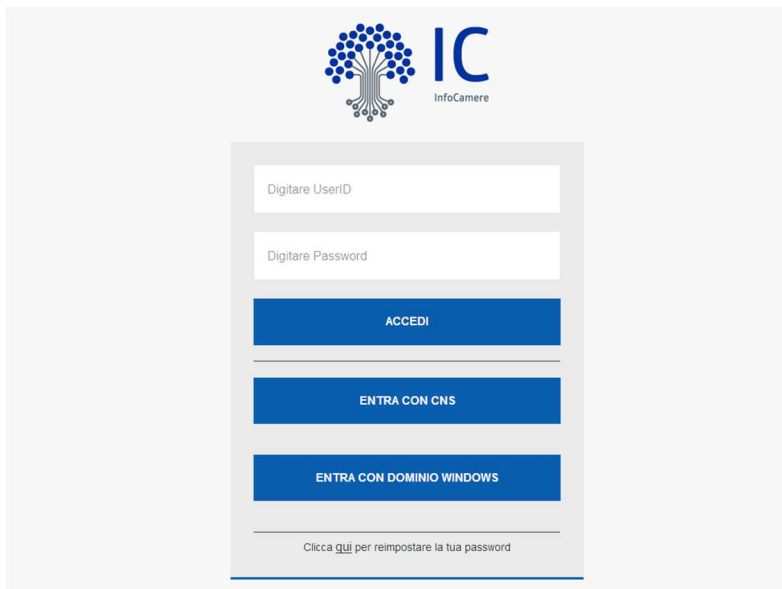 IC
InfoCamere
Digitare UserID
Digitare Password
ACCEDI
ENTRA CON CNS
ENTRA CON DOMINIO WINDOWS
Clicca qui per reimpostare la tua password